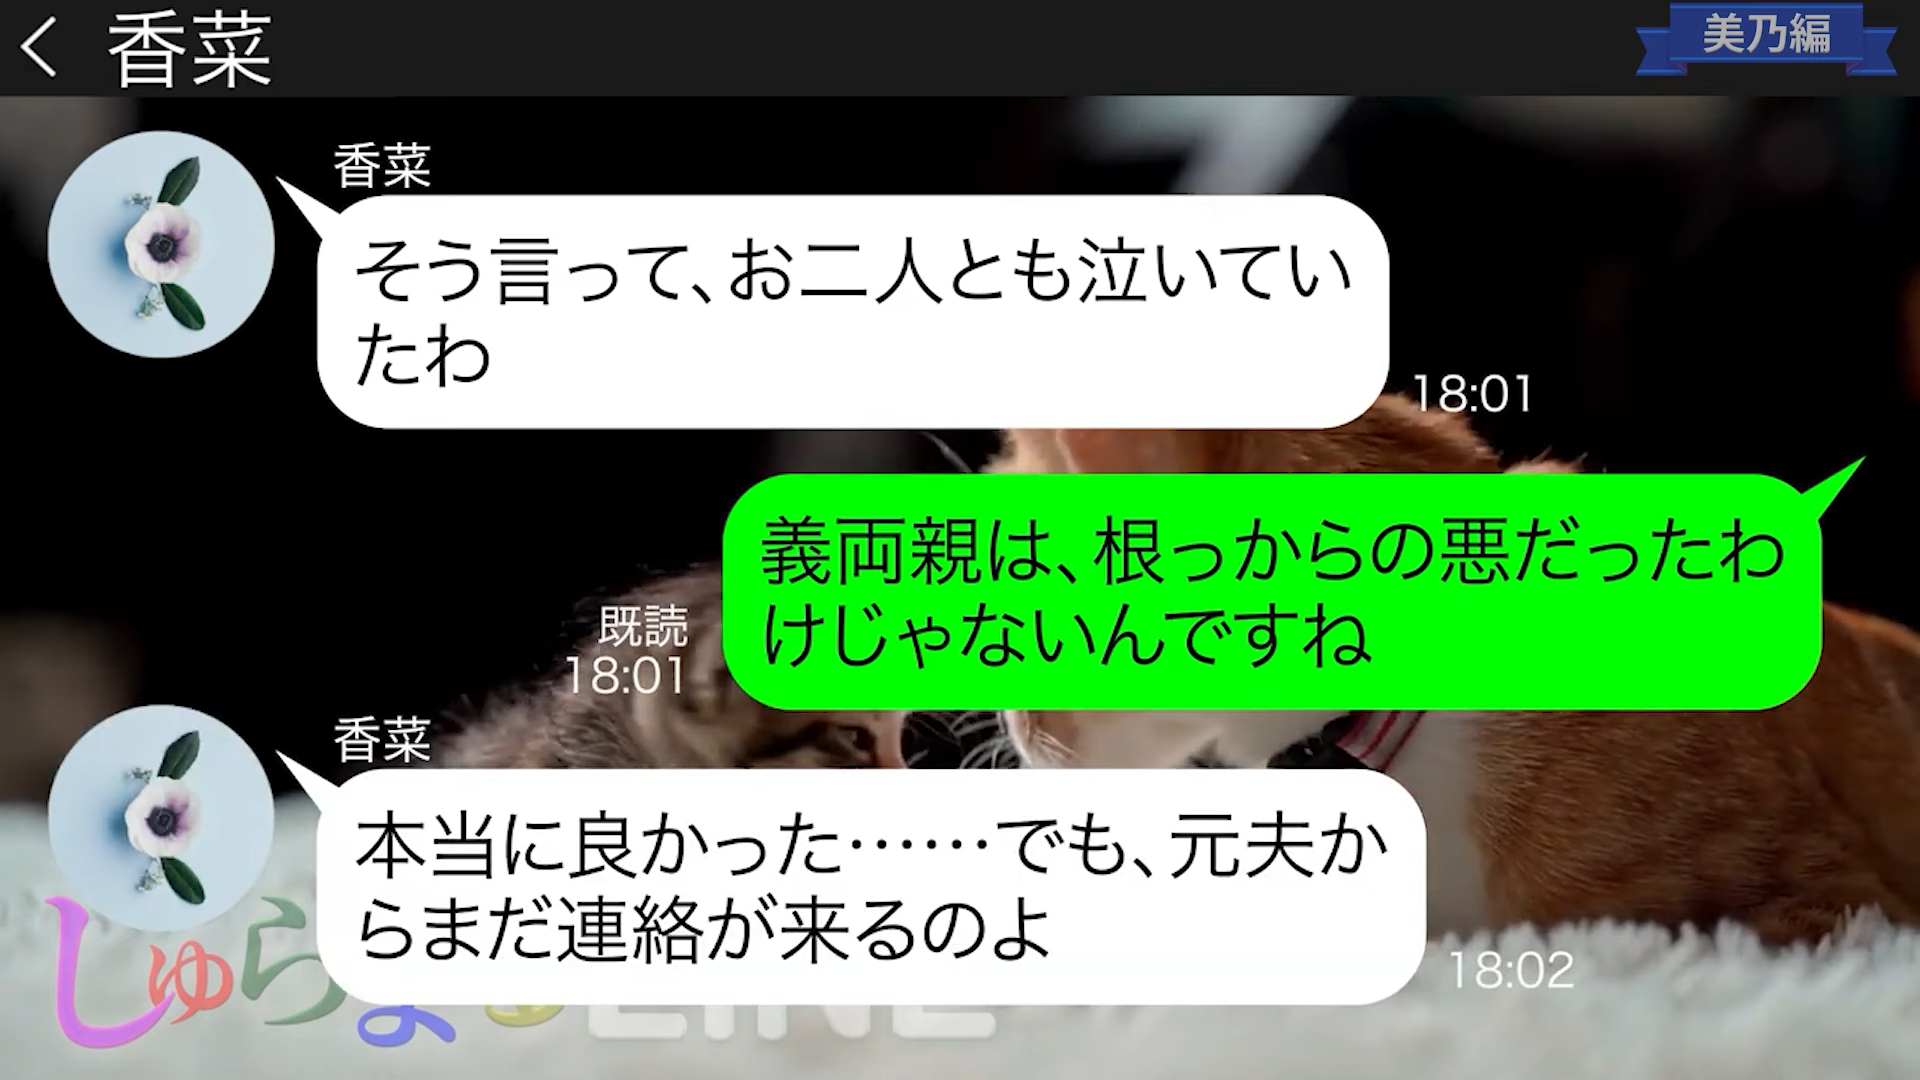 香菜
美乃編
香菜
そう言って、お二人とも泣いてい
たわ
18:01
義両親は、根っからの悪だったわ
けじゃないんですね
既読
18:01
香菜
本当に良かった……でも、元夫か
らまだ連絡が来るのよ
18:02
しゅら
LINE